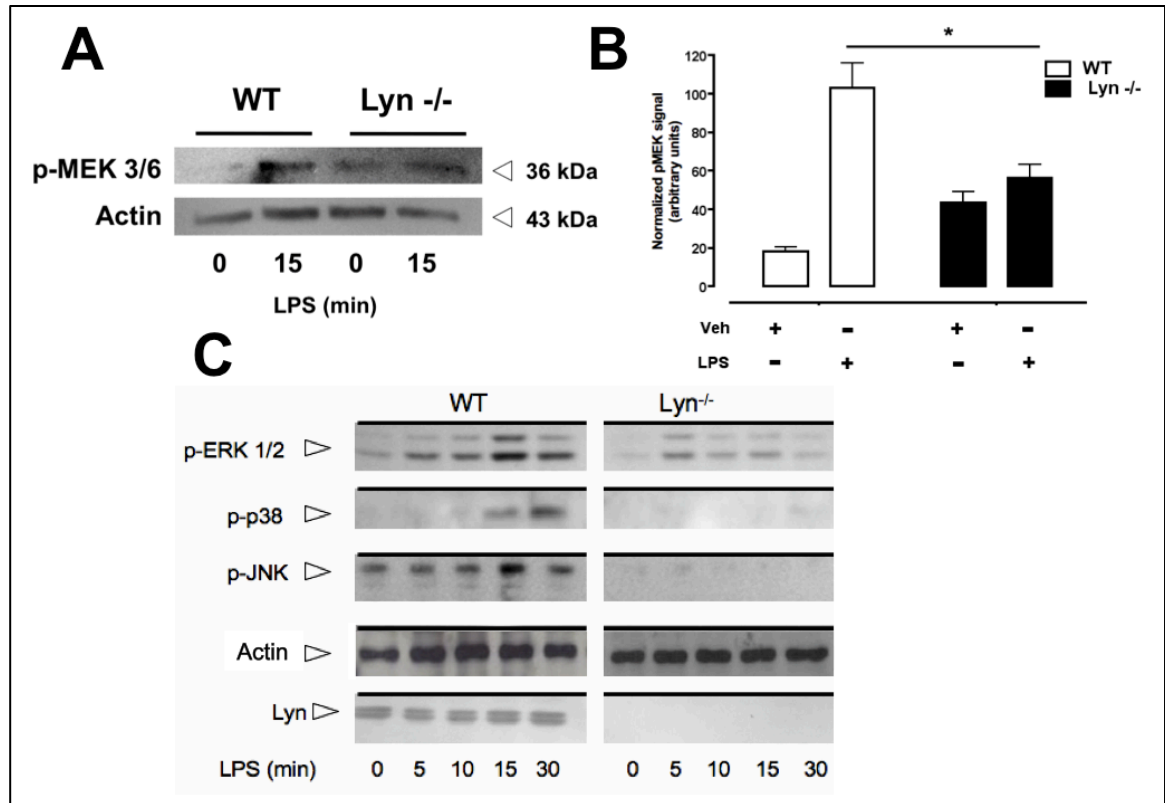 A
WT Lyn -/-
p-MEK 3/6 36 kDa
Actin 43 kDa
0 15 0 15
LPS (min)
B
*
WT
Lyn -/-
Normalized pMEK signal
(arbitrary units)
120
100
80
60
40
20
0
Veh + - + -
LPS - + - +
C
WT Lyn-/-
p-ERK 1/2
p-p38
p-JNK
Actin
Lyn
LPS (min) 0 5 10 15 30 0 5 10 15 30